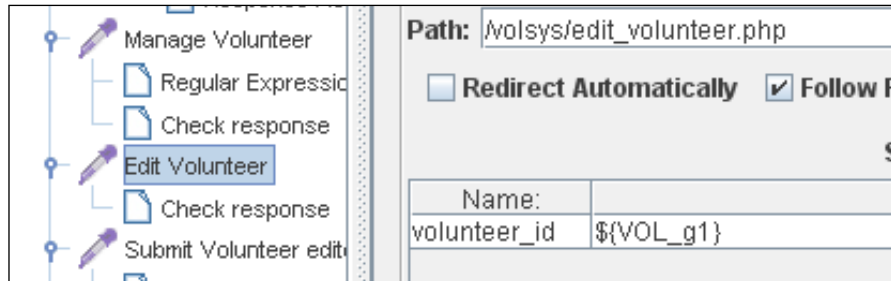 Manage Volunteer
Regular Expressio
Check response
Edit Volunteer
Check response
Submit Volunteer edit
Path: /volsys/edit_volunteer.php
Redirect Automatically Follow
Name:
volunteer_id ${VOL_g1}